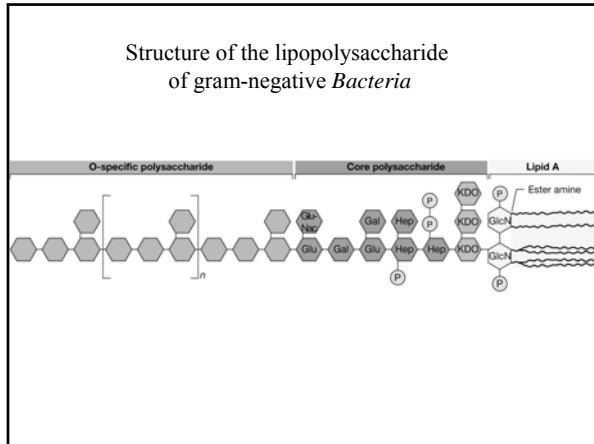 Structure of the lipopolysaccharide
of gram-negative Bacteria
O-specific polysaccharide
Core polysaccharide
Lipid A
P
KDO
Ester amine
P
Glu-
Nac
Gal
Hep
P
KDO
GlcN
Glu
Gal
Glu
Hep
Hep
KDO
GlcN
n
P
P